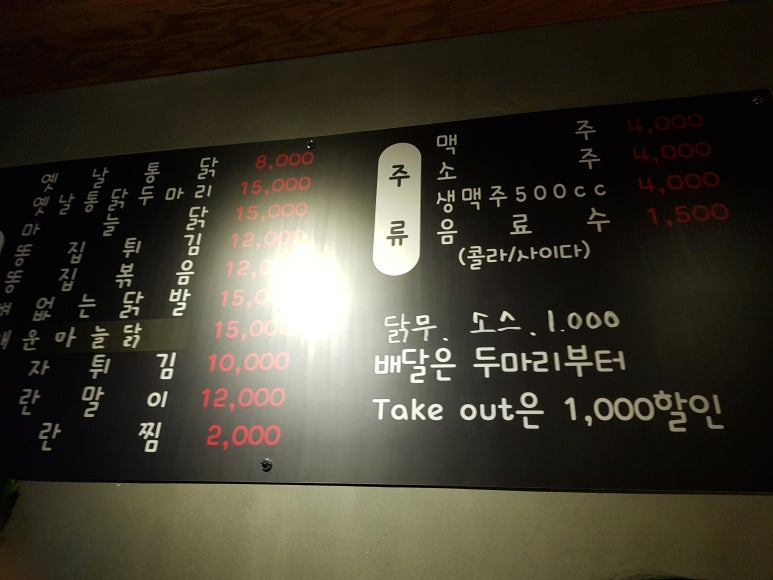 옛날통닭 8,000
옛날통닭두마리 15,000
마늘닭 15,000
똥집튀김 12,000
똥집볶음
없는닭발
운마늘닭
자튀김 10,000
란말이 12,000
란찜 2,000
주류
맥주 4,000
소주 4,000
생맥주500cc 4,000
음료수 1,500
(콜라/사이다)
닭무. 소스. 1.000
배달은 두마리부터
Take out은 1,000할인